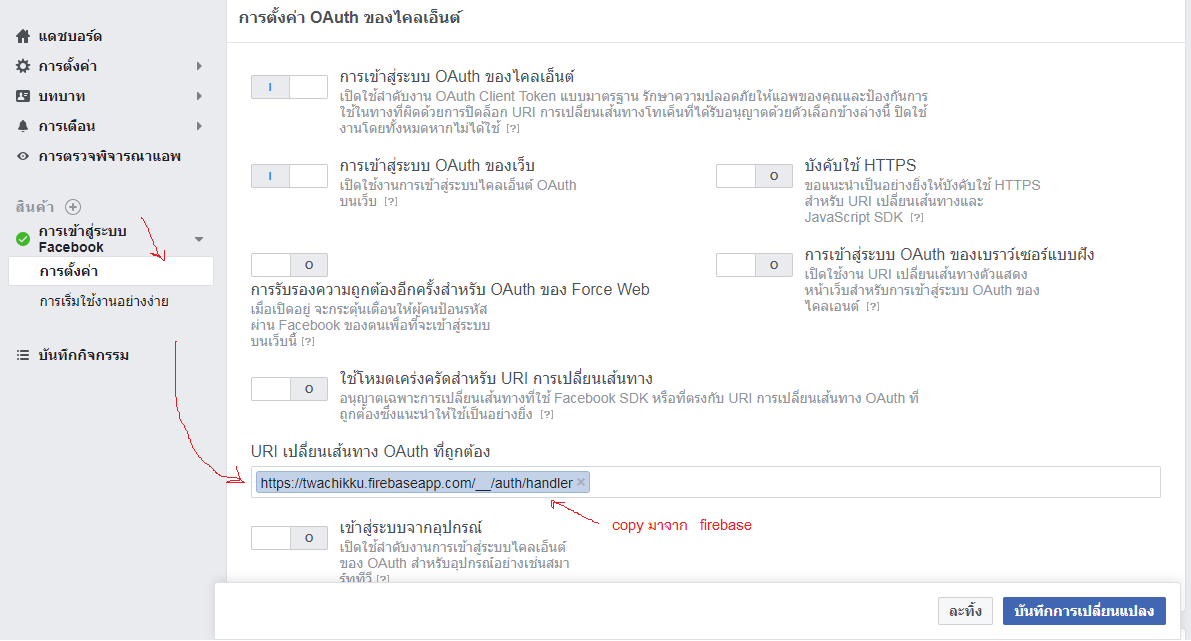 การตั้งค่า OAuth ของไคลเอ็นต์
แดชบอร์ด
การตั้งค่า
บทบาท
การเตือน
การตรวจพิจารณาแอพ
สินค้า
การเข้าสู่ระบบ
Facebook
การตั้งค่า
การเริ่มใช้งานอย่างง่าย
บันทึกกิจกรรม
การเข้าสู่ระบบ OAuth ของไคลเอ็นต์
เปิดใช้ลำดับงาน OAuth Client Token แบบมาตรฐาน รักษาความปลอดภัยให้แอพของคุณและป้องกันการ
ใช้ในทางที่ผิดด้วยการปิดล็อก URI การเปลี่ยนเส้นทางโทเค็นที่ได้รับอนุญาตด้วยตัวเลือกข้างล่างนี้ ปิดใช้
งานโดยทั้งหมดหากไม่ได้ใช้ [?]
การเข้าสู่ระบบ OAuth ของเว็บ
เปิดใช้งานการเข้าสู่ระบบไคลเอ็นต์ OAuth
บนเว็บ [?]
บังคับใช้ HTTPS
ขอแนะนำเป็นอย่างยิ่งให้บังคับใช้ HTTPS
สำหรับ URI เปลี่ยนเส้นทางและ
JavaScript SDK [?]
การรับรองความถูกต้องอีกครั้งสำหรับ OAuth ของ Force Web
เมื่อเปิดอยู่ จะกระตุ้นเตือนให้ผู้คนป้อนรหัส
ผ่าน Facebook ของตนเพื่อที่จะเข้าสู่ระบบ
บนเว็บนี้ [?]
การเข้าสู่ระบบ OAuth ของเบราว์เซอร์แบบฝัง
เปิดใช้งาน URI เปลี่ยนเส้นทางตัวแสดง
หน้าเว็บสำหรับการเข้าสู่ระบบ OAuth ของ
ไคลเอนต์ [?]
ใช้โหมดเคร่งครัดสำหรับ URI การเปลี่ยนเส้นทาง
อนุญาตเฉพาะการเปลี่ยนเส้นทางที่ใช้ Facebook SDK หรือที่ตรงกับ URI การเปลี่ยนเส้นทาง OAuth ที่
ถูกต้องซึ่งแนะนำให้ใช้เป็นอย่างยิ่ง [?]
URI เปลี่ยนเส้นทาง OAuth ที่ถูกต้อง
https://twachikku.firebaseapp.com/__/auth/handler
copy มาจาก firebase
เข้าสู่ระบบจากอุปกรณ์
เปิดใช้ลำดับงานการเข้าสู่ระบบไคลเอ็นต์
ของ OAuth สำหรับอุปกรณ์อย่างเช่นสมา
ร์ททีวี [?]
ละทิ้ง
บันทึกการเปลี่ยนแปลง